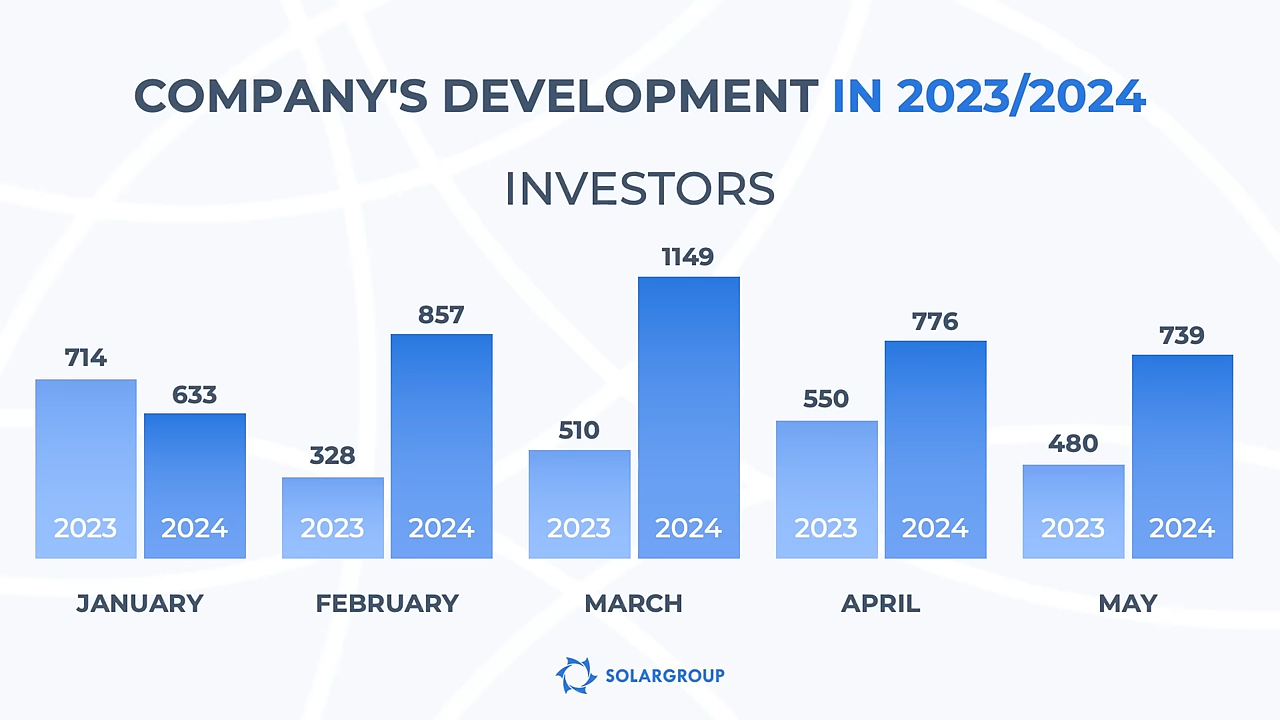 COMPANY'S DEVELOPMENT IN 2023/2024
INVESTORS
714
633
328
857
510
1149
550
776
480
739
2023
2024
2023
2024
2023
2024
2023
2024
2023
2024
JANUARY
FEBRUARY
MARCH
APRIL
MAY
SOLARGROUP